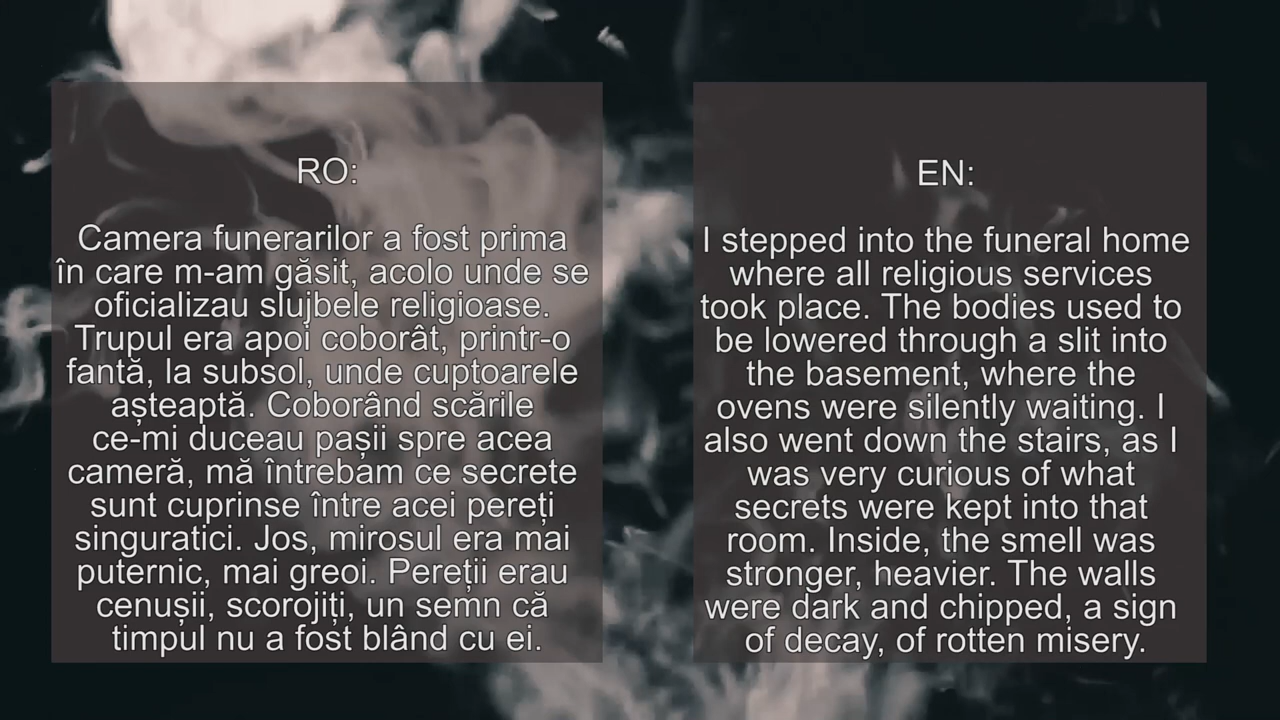 RO:
Camera funerarilor a fost prima
în care m-am găsit, acolo unde se
oficializau slujbele religioase.
Trupul era apoi coborât, printr-o
fantă, la subsol, unde cuptoarele
așteaptă. Coborând scările
ce-mi duceau pașii spre acea
cameră, mă întrebam ce secrete
sunt cuprinse între acei pereți
singuratici. Jos, mirosul era mai
puternic, mai greoi. Pereții erau
cenușii, scorojiți, un semn că
timpul nu a fost blând cu ei.
EN:
I stepped into the funeral home
where all religious services
took place. The bodies used to
be lowered through a slit into
the basement, where the
ovens were silently waiting. I
also went down the stairs, as I
was very curious of what
secrets were kept into that
room. Inside, the smell was
stronger, heavier. The walls
were dark and chipped, a sign
of decay, of rotten misery.